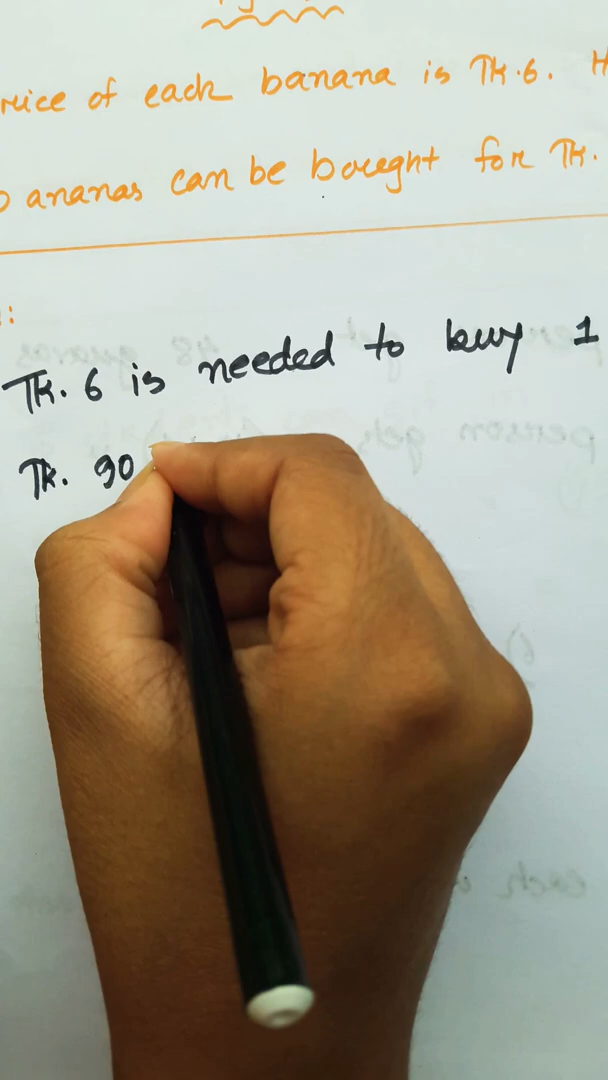 rice of each banana is Tk.6. H
ananas can be bought for Tk.
:
Tk. 6 is needed to buy 1
Tk. 90